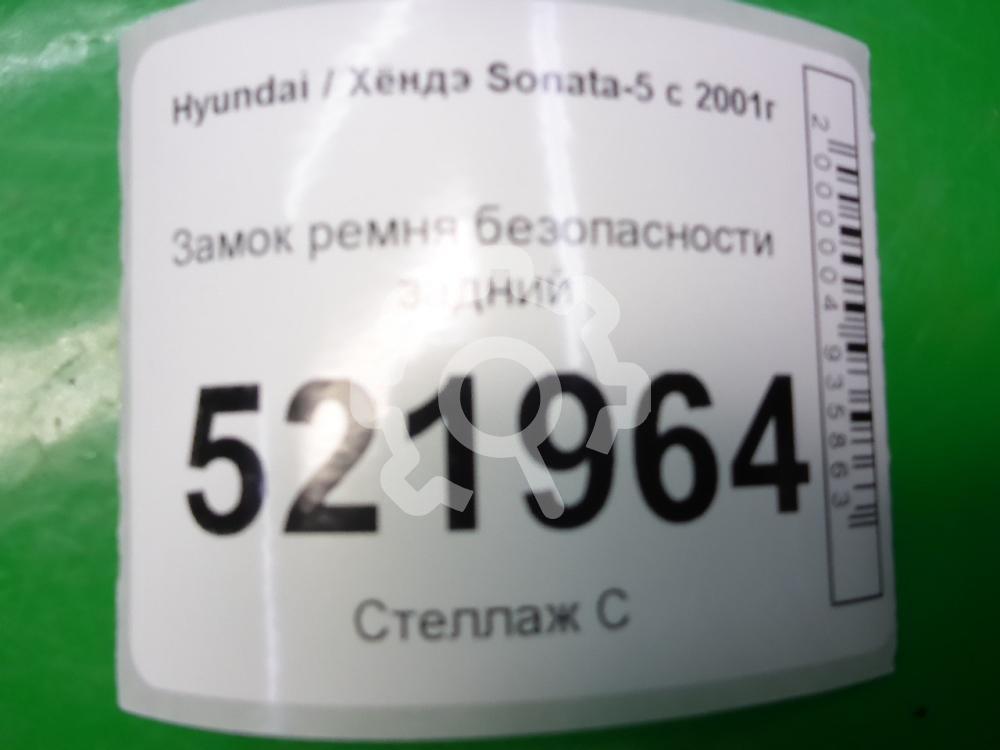 Hyundai / Хёндэ Sonata-5 с 2001г
Замок ремня безопасности
задний
521964
Стеллаж С
2000004935863